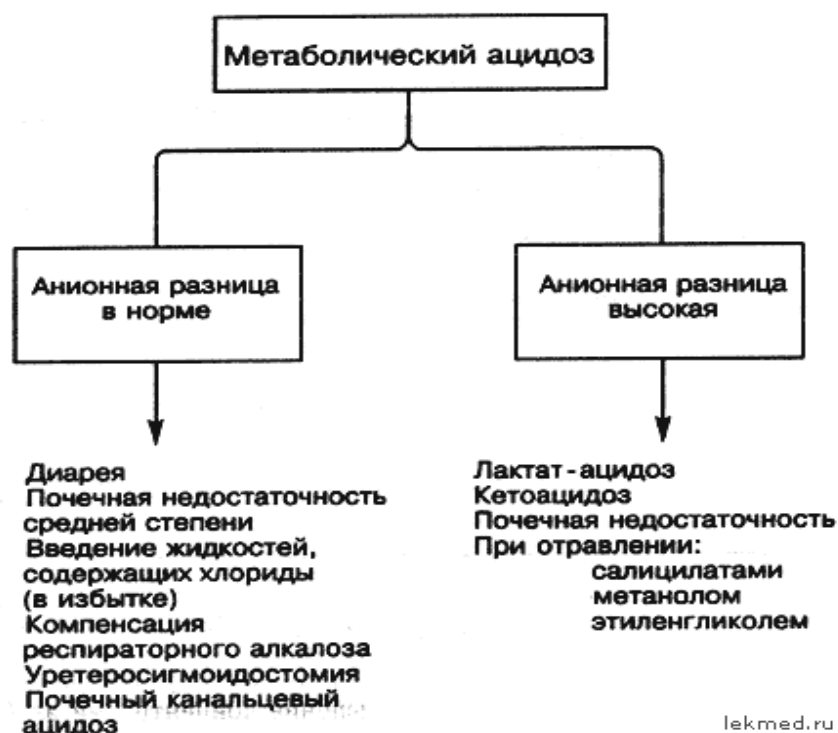 Метаболический ацидоз
Анионная разница
в норме
Анионная разница
высокая
Диарея
Почечная недостаточность
средней степени
Введение жидкостей,
содержащих хлориды
(в избытке)
Компенсация
респираторного алкалоза
Уретеросигмоидостомия
Почечный канальцевый
ацидоз
Лактат-ацидоз
Кетоацидоз
Почечная недостаточность
При отравлении:
салицилатами
метанолом
этиленгликолем
lekmed.ru